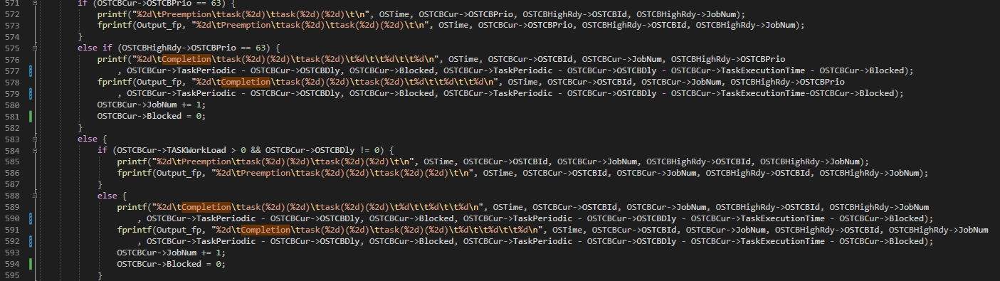 571 if (OSTCBCur->OSTCBPrio == 63) {
572 printf("%2d\tPreemption\ttask(%2d)\ttask(%2d)(%2d)\t\n", OSTime, OSTCBCur->OSTCBPrio, OSTCBHighRdy->OSTCBId, OSTCBHighRdy->JobNum);
573 fprintf(Output_fp, "%2d\tPreemption\ttask(%2d)\ttask(%2d)(%2d)\t\n", OSTime, OSTCBCur->OSTCBPrio, OSTCBHighRdy->OSTCBId, OSTCBHighRdy->JobNum);
574 }
575 else if (OSTCBHighRdy->OSTCBPrio == 63) {
576 printf("%2d\tCompletion\ttask(%2d)(%2d)\ttask(%2d)\t%d\t\t%d\t\t%d\n", OSTime, OSTCBCur->OSTCBId, OSTCBCur->JobNum, OSTCBHighRdy->OSTCBPrio
577 , OSTCBCur->TaskPeriodic - OSTCBCur->OSTCBDly, OSTCBCur->Blocked, OSTCBCur->TaskPeriodic - OSTCBCur->OSTCBDly - OSTCBCur->TaskExecutionTime - OSTCBCur->Blocked);
578 fprintf(Output_fp, "%2d\tCompletion\ttask(%2d)(%2d)\ttask(%2d)\t%d\t\t%d\t\t%d\n", OSTime, OSTCBCur->OSTCBId, OSTCBCur->JobNum, OSTCBHighRdy->OSTCBPrio
579 , OSTCBCur->TaskPeriodic - OSTCBCur->OSTCBDly, OSTCBCur->Blocked, OSTCBCur->TaskPeriodic - OSTCBCur->OSTCBDly - OSTCBCur->TaskExecutionTime-OSTCBCur->Blocked);
580 OSTCBCur->JobNum += 1;
581 OSTCBCur->Blocked = 0;
582 }
583 else {
584 if (OSTCBCur->TASKWorkLoad > 0 && OSTCBCur->OSTCBDly != 0) {
585 printf("%2d\tPreemption\ttask(%2d)(%2d)\ttask(%2d)(%2d)\t\n", OSTime, OSTCBCur->OSTCBId, OSTCBCur->JobNum, OSTCBHighRdy->OSTCBId, OSTCBHighRdy->JobNum);
586 fprintf(Output_fp, "%2d\tPreemption\ttask(%2d)(%2d)\ttask(%2d)(%2d)\t\n", OSTime, OSTCBCur->OSTCBId, OSTCBCur->JobNum, OSTCBHighRdy->OSTCBId, OSTCBHighRdy->JobNum);
587 }
588 else {
589 printf("%2d\tCompletion\ttask(%2d)(%2d)\ttask(%2d)(%2d)\t%d\t\t%d\t\t%d\n", OSTime, OSTCBCur->OSTCBId, OSTCBCur->JobNum, OSTCBHighRdy->OSTCBId, OSTCBHighRdy->JobNum
590 , OSTCBCur->TaskPeriodic - OSTCBCur->OSTCBDly, OSTCBCur->Blocked, OSTCBCur->TaskPeriodic - OSTCBCur->OSTCBDly - OSTCBCur->TaskExecutionTime - OSTCBCur->Blocked);
591 fprintf(Output_fp, "%2d\tCompletion\ttask(%2d)(%2d)\ttask(%2d)(%2d)\t%d\t\t%d\t\t%d\n", OSTime, OSTCBCur->OSTCBId, OSTCBCur->JobNum, OSTCBHighRdy->OSTCBId, OSTCBHighRdy->JobNum
592 , OSTCBCur->TaskPeriodic - OSTCBCur->OSTCBDly, OSTCBCur->Blocked, OSTCBCur->TaskPeriodic - OSTCBCur->OSTCBDly - OSTCBCur->TaskExecutionTime - OSTCBCur->Blocked);
593 OSTCBCur->JobNum += 1;
594 OSTCBCur->Blocked = 0;
595 }